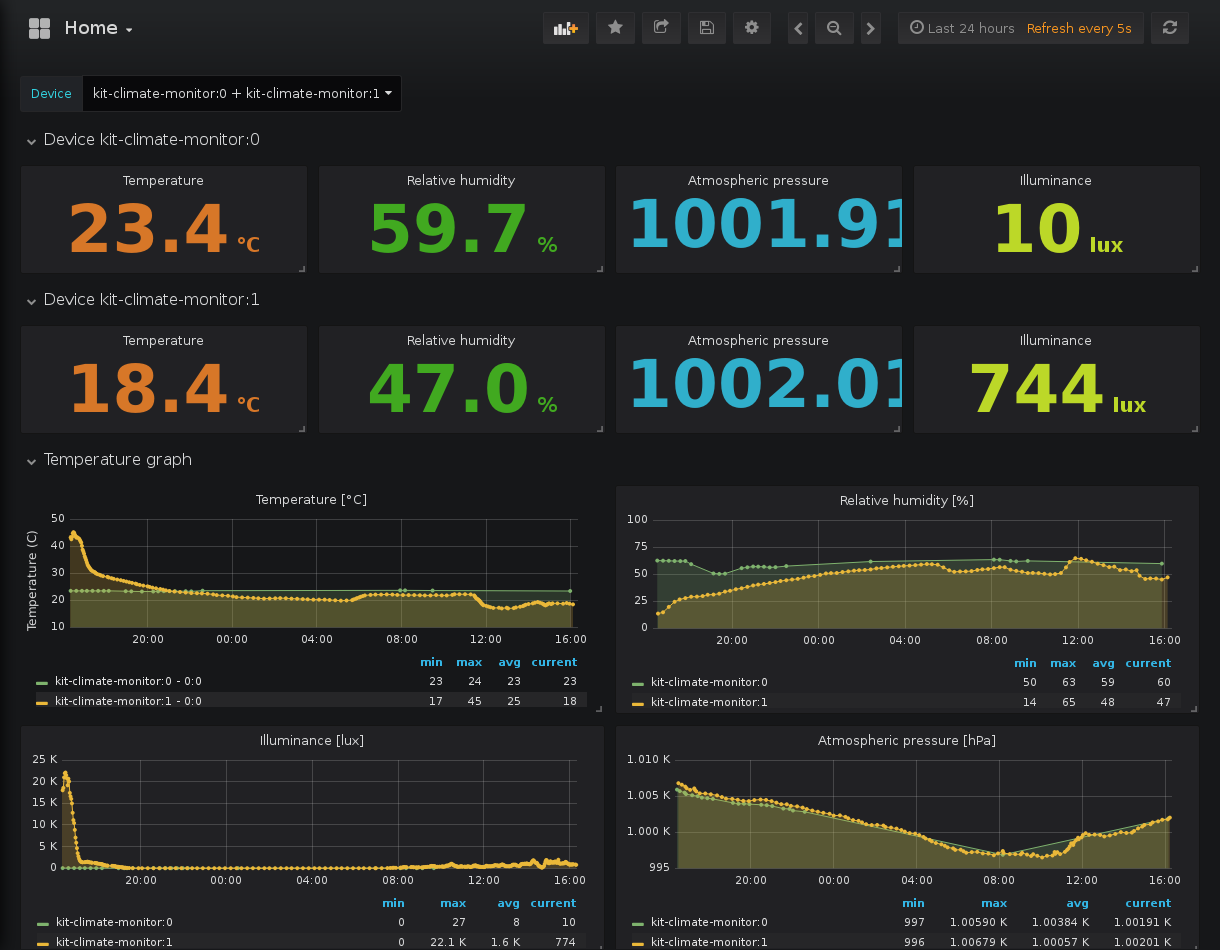 Home
Last 24 hours Refresh every 5s
Device kit-climate-monitor:0 + kit-climate-monitor:1
Device kit-climate-monitor:0
Temperature Relative humidity Atmospheric pressure Illuminance
23.4 °C 59.7 % 1001.91 10 lux
Device kit-climate-monitor:1
Temperature Relative humidity Atmospheric pressure Illuminance
18.4 °C 47.0 % 1002.01 744 lux
Temperature graph
Temperature [°C]
Temperature (C)
50
40
30
20
10
20:00 00:00 04:00 08:00 12:00 16:00
min max avg current
kit-climate-monitor:0 - 0:0 23 24 23 23
kit-climate-monitor:1 - 0:0 17 45 25 18
Relative humidity [%]
100
75
50
25
0
20:00 00:00 04:00 08:00 12:00 16:00
min max avg current
kit-climate-monitor:0 50 63 59 60
kit-climate-monitor:1 14 65 48 47
Illuminance [lux]
25 K
20 K
15 K
10 K
5 K
0
20:00 00:00 04:00 08:00 12:00 16:00
min max avg current
kit-climate-monitor:0 0 27 8 10
kit-climate-monitor:1 0 22.1 K 1.6 K 774
Atmospheric pressure [hPa]
1.010 K
1.005 K
1.000 K
995
20:00 00:00 04:00 08:00 12:00 16:00
min max avg current
kit-climate-monitor:0 997 1.00590 K 1.00384 K 1.00191 K
kit-climate-monitor:1 996 1.00679 K 1.00057 K 1.00201 K